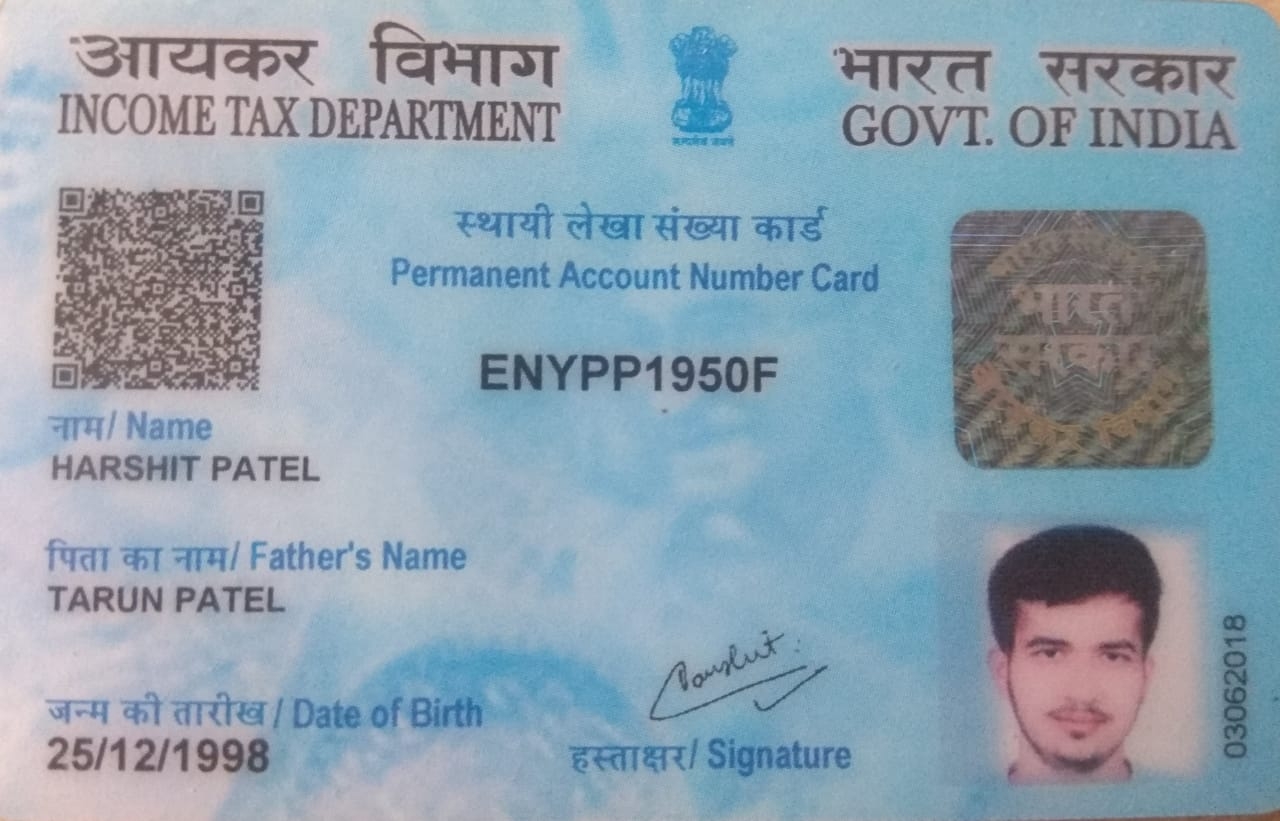 आयकर विभाग
INCOME TAX DEPARTMENT
सत्यमेव जयते
भारत सरकार
GOVT. OF INDIA
स्थायी लेखा संख्या कार्ड
Permanent Account Number Card
ENYPP1950F
भारत
सरकार
नाम/ Name
HARSHIT PATEL
पिता का नाम/ Father's Name
TARUN PATEL
जन्म की तारीख / Date of Birth
25/12/1998
हस्ताक्षर/ Signature
03062018